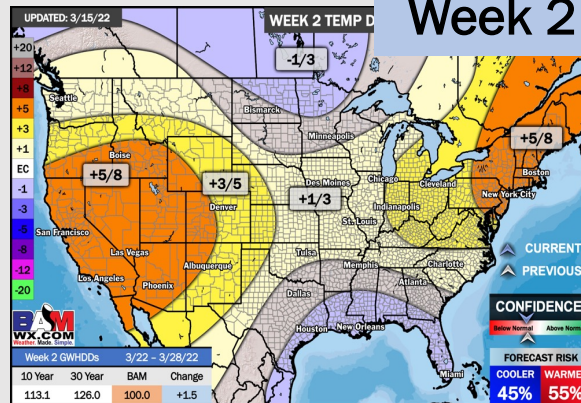 UPDATED: 3/15/22
WEEK 2 TEMP D
Week 2
+20
+12
+8
+5
+3
+1
EC
-1
-3
-5
-8
-12
-20
-1/3
Seattle
Bismarck
Minneapolis
Boise
+5/8
+5/8
Boston
+3/5
Des Moines
Chicago
Cleveland
New York City
Denver
+1/3
Indianapolis
San Francisco
St. Louis
Las Vegas
Albuquerque
Tulsa
Memphis
Charlotte
Los Angeles
Phoenix
Dallas
Atlanta
Houston
New Orleans
Miami
CURRENT
PREVIOUS
CONFIDENCE
Below Normal Above Norm
FORECAST RISK
COOLER WARME
45% 55%
BAM
WX.COM
Weather. Made. Simple.
Week 2 GWHDDs 3/22 – 3/28/22
10 Year 30 Year BAM Change
113.1 126.0 100.0 +1.5